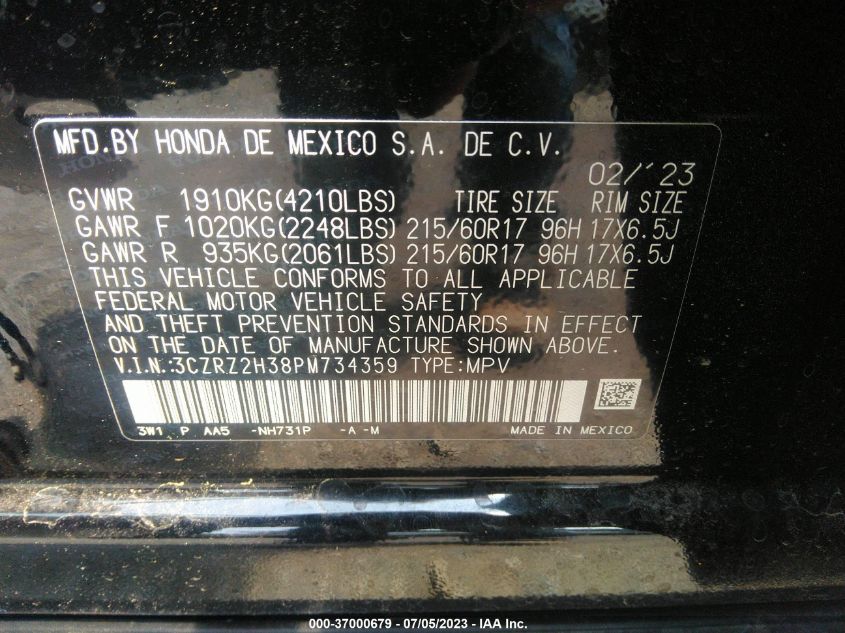 MFD.BY HONDA DE MEXICO S.A. DE C.V.
02/'23
GVWR 1910KG(4210LBS) TIRE SIZE RIM SIZE
GAWR F 1020KG(2248LBS) 215/60R17 96H 17X6.5J
GAWR R 935KG(2061LBS) 215/60R17 96H 17X6.5J
THIS VEHICLE CONFORMS TO ALL APPLICABLE
FEDERAL MOTOR VEHICLE SAFETY
AND THEFT PREVENTION STANDARDS IN EFFECT
ON THE DATE OF MANUFACTURE SHOWN ABOVE.
V.I.N.:3CZRZ2H38PM734359 TYPE:MPV
3W1 P AA5 -NH731P -A -M MADE IN MEXICO
000-37000679 - 07/05/2023 - IAA Inc.